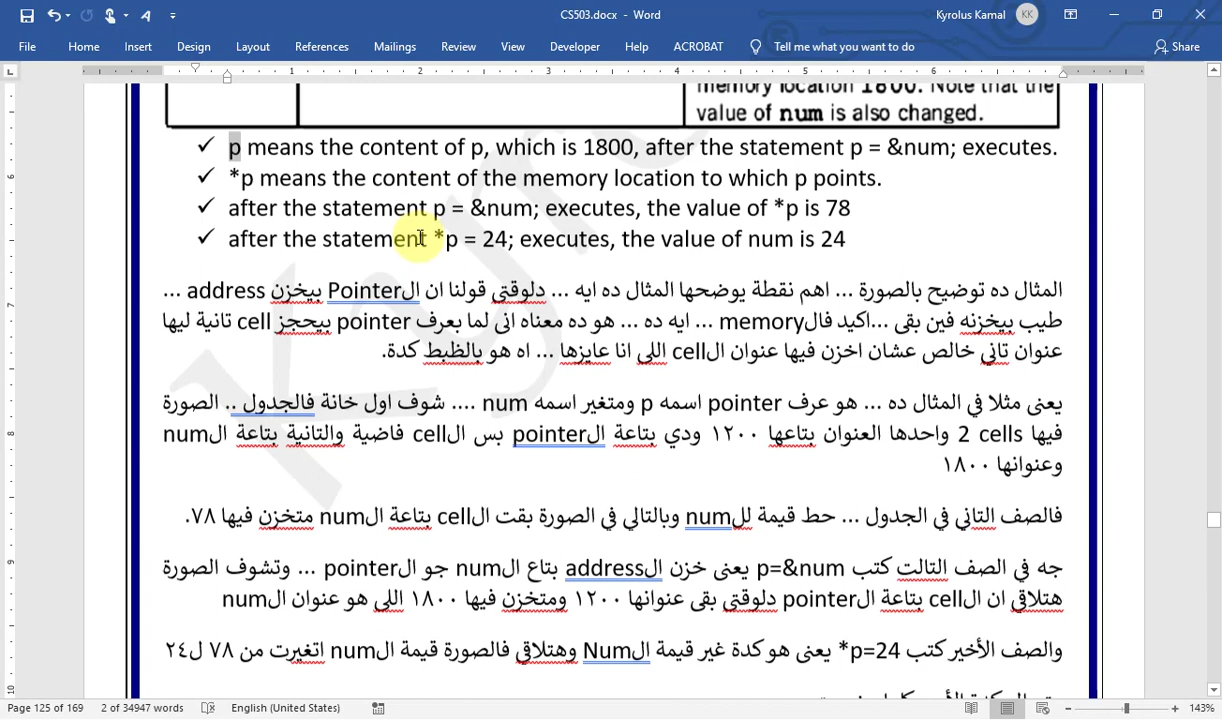 CS503.docx - Word
Kyrolus Kamal KK
File Home Insert Design Layout References Mailings Review View Developer Help ACROBAT Tell me what you want to do Share
1 2 3 4 5 6
memory location 1800. Note that the
value of num is also changed.
✓ p means the content of p, which is 1800, after the statement p = &num; executes.
✓ *p means the content of the memory location to which p points.
✓ after the statement p = &num; executes, the value of *p is 78
✓ after the statement *p = 24; executes, the value of num is 24
المثال ده توضيح بالصورة ... اهم نقطة يوضحها المثال ده ايه ... دلوقتى قولنا ان الPointer بيخزن address ...
طيب بيخزنه فين بقى ...اكيد فالmemory ... ايه ده ... هو ده معناه انى لما بعرف pointer بيحجز cell تانية ليها
عنوان تاني خالص عشان اخزن فيها عنوان الcell اللى انا عايزها ... اه هو بالظبط كدة.
يعنى مثلا في المثال ده ... هو عرف pointer اسمه p ومتغير اسمه num .... شوف اول خانة فالجدول .. الصورة
فيها 2 cells واحدها العنوان بتاعها ١٢٠٠ ودي بتاعة الpointer بس الcell فاضية والتانية بتاعة الnum
وعنوانها ١٨٠٠
فالصف التاني في الجدول ... حط قيمة للnum وبالتالي في الصورة بقت الcell بتاعة الnum متخزن فيها ٧٨.
جه في الصف التالت كتب p=&num يعنى خزن الaddress بتاع الnum جو الpointer ... وتشوف الصورة
هتلاقي ان الcell بتاعة الpointer دلوقتى بقى عنوانها ١٢٠٠ ومتخزن فيها ١٨٠٠ اللى هو عنوان الnum
والصف الأخير كتب *p=24 يعنى هو كدة غير قيمة الNum وهتلاقي فالصورة قيمة الnum اتغيرت من ٧٨ ل٢٤
Page 125 of 169 2 of 34947 words English (United States) 143%